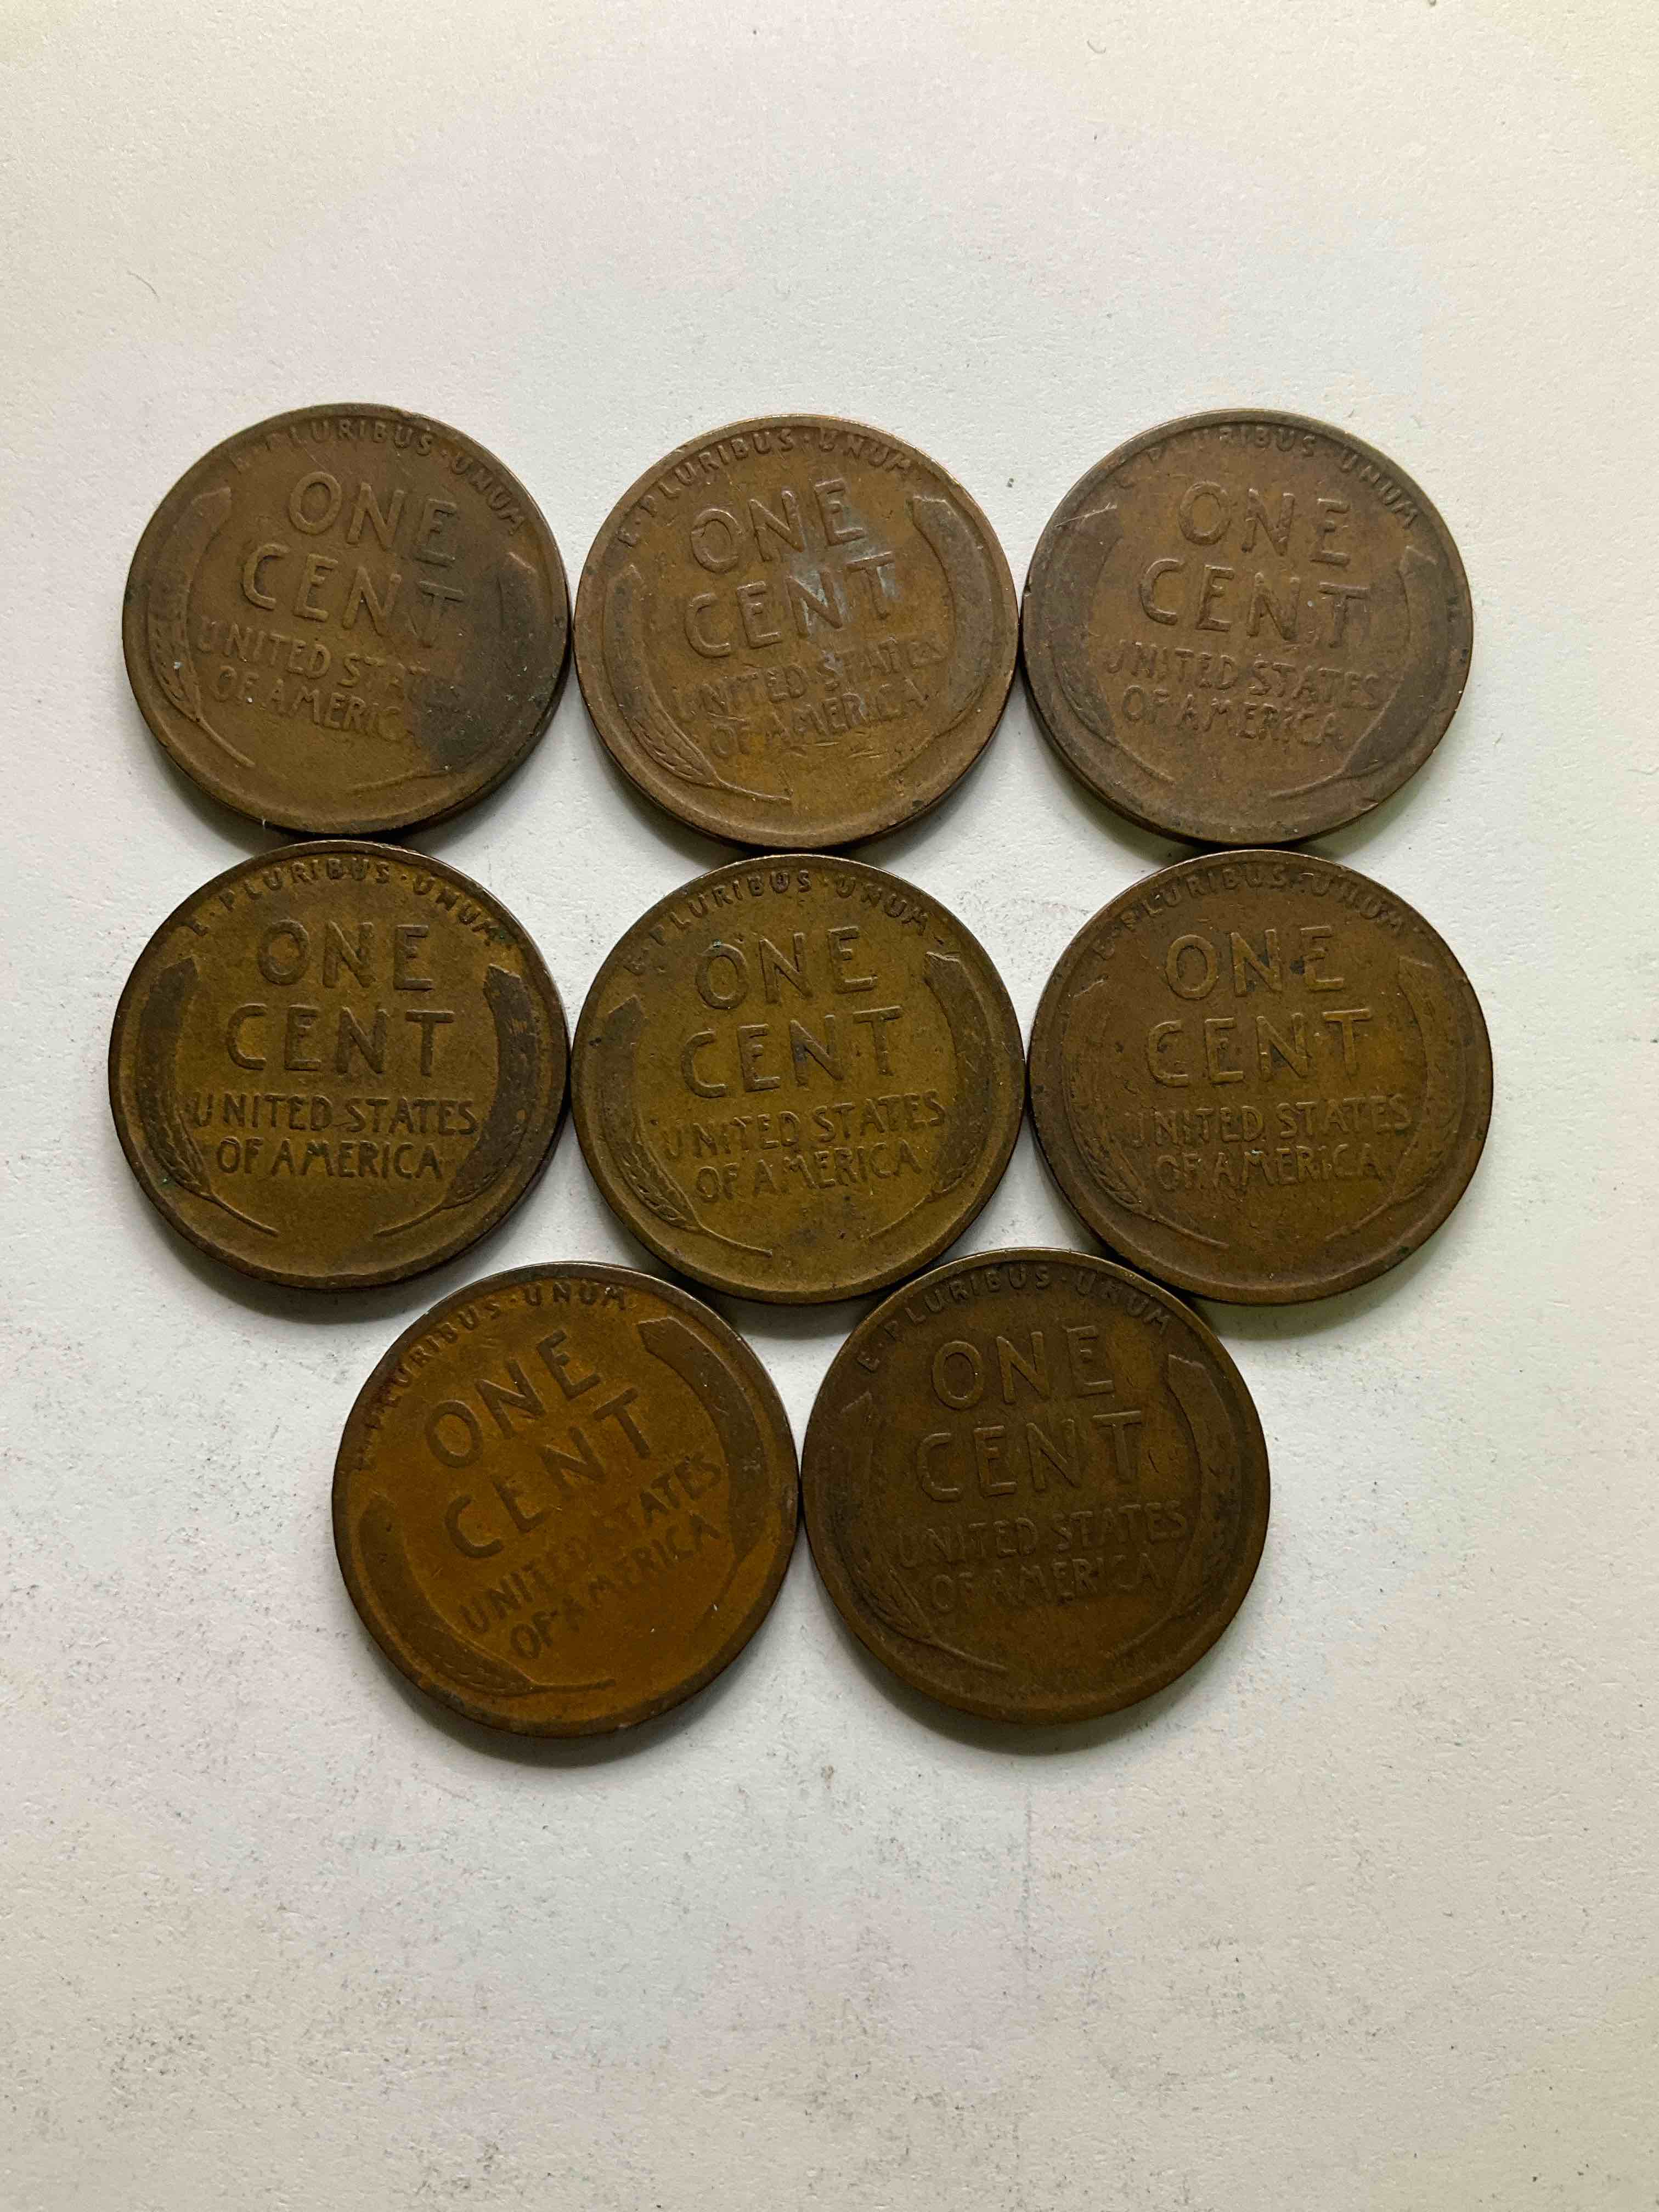 PLURIBUS · UNUM
ONE
CENT
UNITED STATES
OF AMERICA
E · PLURIBUS · UNUM
ONE
CENT
UNITED STATES
OF AMERICA
PLURIBUS · UNUM
ONE
CENT
UNITED STATES
OF AMERICA
E · PLURIBUS · UNUM
ONE
CENT
UNITED STATES
OF AMERICA
E · PLURIBUS · UNUM
ONE
CENT
UNITED STATES
OF AMERICA
E · PLURIBUS · UNUM
ONE
CENT
UNITED STATES
OF AMERICA
E · PLURIBUS · UNUM
ONE
CENT
UNITED STATES
OF AMERICA
E · PLURIBUS · UNUM
ONE
CENT
UNITED STATES
OF AMERICA